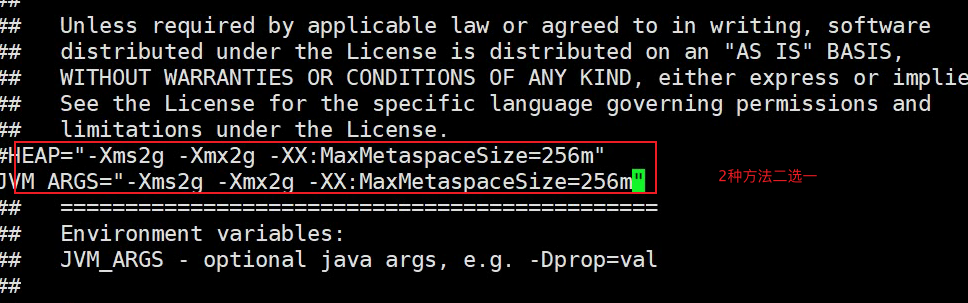 ##
##   Unless required by applicable law or agreed to in writing, software
##   distributed under the License is distributed on an "AS IS" BASIS,
##   WITHOUT WARRANTIES OR CONDITIONS OF ANY KIND, either express or implie
##   See the License for the specific language governing permissions and
##   limitations under the License.
#HEAP="-Xms2g -Xmx2g -XX:MaxMetaspaceSize=256m"
JVM_ARGS="-Xms2g -Xmx2g -XX:MaxMetaspaceSize=256m"
2种方法二选一
##   ==============================================
##   Environment variables:
##   JVM_ARGS - optional java args, e.g. -Dprop=val
##